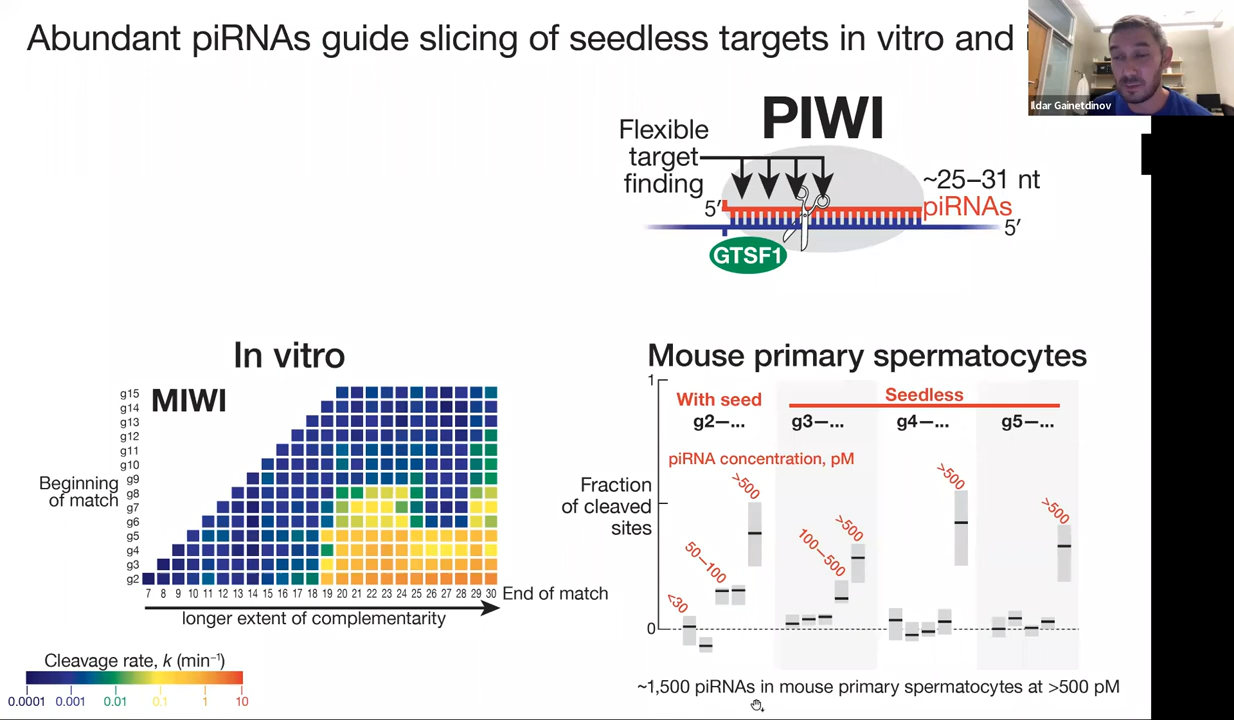 Abundant piRNAs guide slicing of seedless targets in vitro and
Ildar Gainetdinov
PIWI
Flexible
target
finding
~25–31 nt
piRNAs
5′
5′
GTSF1
In vitro
MIWI
g15
g14
g13
g12
g11
g10
g9
g8
g7
g6
g5
g4
g3
g2
Beginning
of match
7 8 9 10 11 12 13 14 15 16 17 18 19 20 21 22 23 24 25 26 27 28 29 30
End of match
longer extent of complementarity
Cleavage rate, k (min⁻¹)
0.0001 0.001 0.01 0.1 1 10
Mouse primary spermatocytes
1
With seed
Seedless
g2–...
g3–...
g4–...
g5–...
piRNA concentration, pM
Fraction
of cleaved
sites
<30
50–100
>500
100–500
>500
>500
>500
0
~1,500 piRNAs in mouse primary spermatocytes at >500 pM